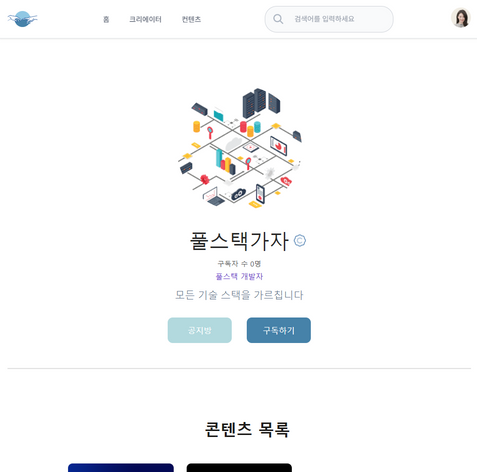 홈
크리에이터
컨텐츠
검색어를 입력하세요
풀스택가자 ©
구독자 수 0명
풀스택 개발자
모든 기술 스택을 가르칩니다
공지방
구독하기
콘텐츠 목록